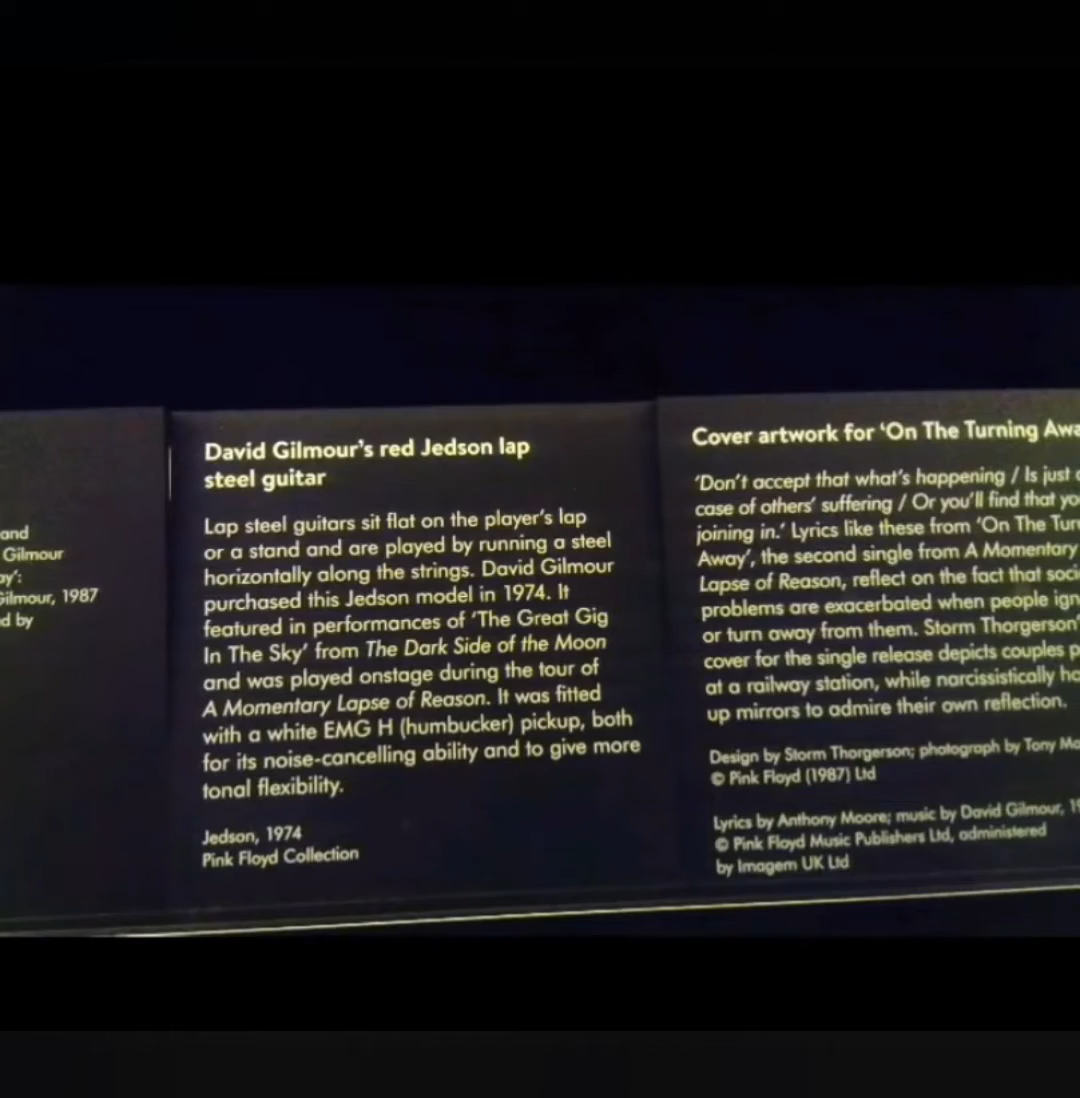 and
Gilmour
ay':
Gilmour, 1987
d by
David Gilmour's red Jedson lap
steel guitar
Lap steel guitars sit flat on the player's lap
or a stand and are played by running a steel
horizontally along the strings. David Gilmour
purchased this Jedson model in 1974. It
featured in performances of 'The Great Gig
In The Sky' from The Dark Side of the Moon
and was played onstage during the tour of
A Momentary Lapse of Reason. It was fitted
with a white EMG H (humbucker) pickup, both
for its noise-cancelling ability and to give more
tonal flexibility.
Jedson, 1974
Pink Floyd Collection
Cover artwork for 'On The Turning Awa
'Don't accept that what's happening / Is just
case of others' suffering / Or you'll find that yo
joining in.' Lyrics like these from 'On The Turn
Away', the second single from A Momentary
Lapse of Reason, reflect on the fact that soci
problems are exacerbated when people ign
or turn away from them. Storm Thorgerson'
cover for the single release depicts couples p
at a railway station, while narcissistically ho
up mirrors to admire their own reflection.
Design by Storm Thorgerson; photograph by Tony Ma
© Pink Floyd (1987) Ltd
Lyrics by Anthony Moore; music by David Gilmour, 19
© Pink Floyd Music Publishers Ltd, administered
by Imagem UK Ltd